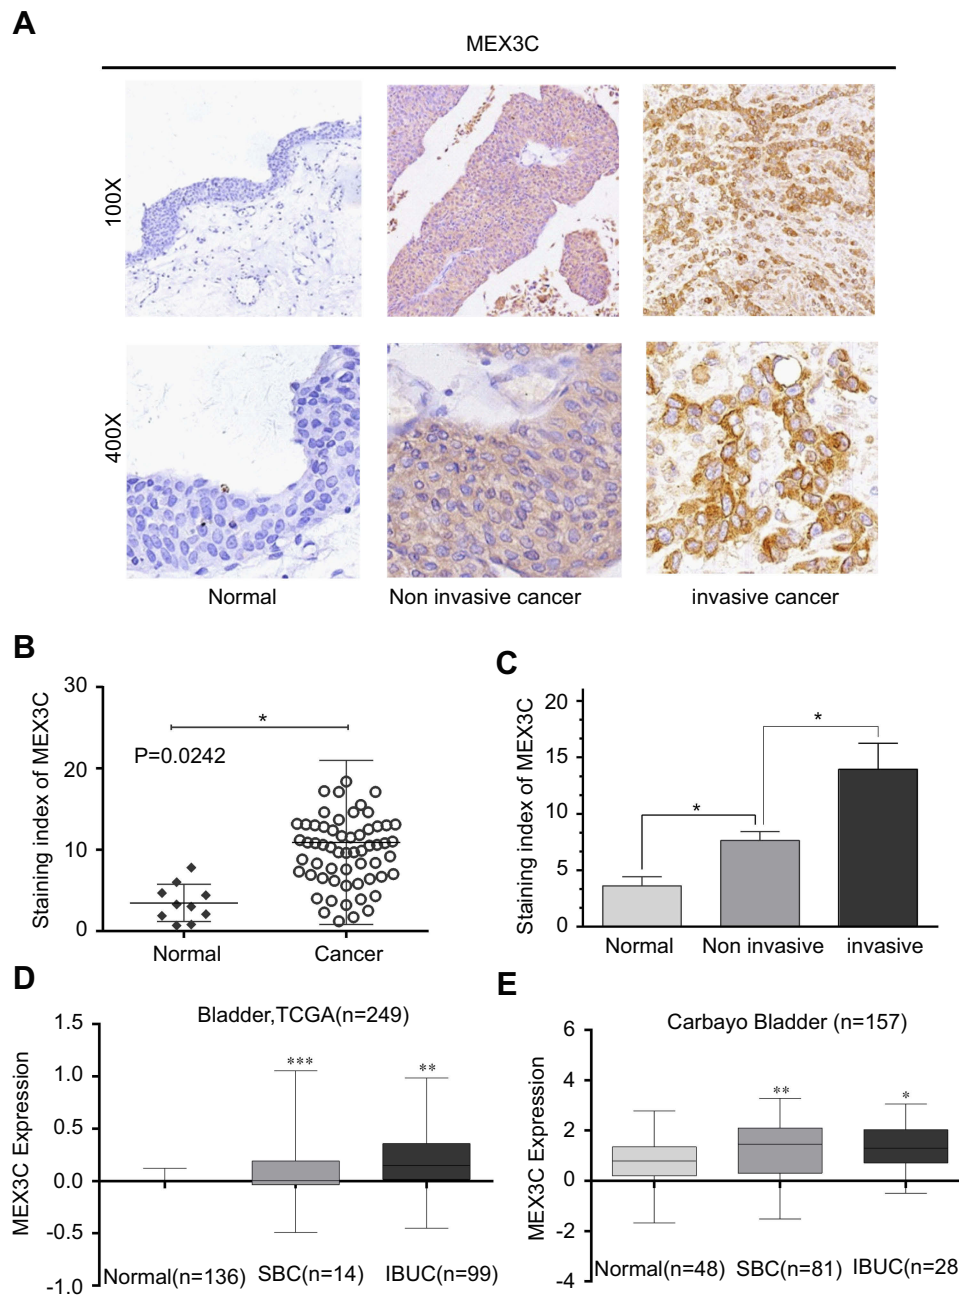 A
MEX3C
100X
400X
Normal
Non invasive cancer
invasive cancer
B
Staining index of MEX3C
30
20
10
0
*
P=0.0242
Normal
Cancer
C
Staining index of MEX3C
20
15
10
5
0
*
*
Normal
Non invasive
invasive
D
Bladder,TCGA(n=249)
MEX3C Expression
1.5
1.0
0.5
0.0
-0.5
-1.0
***
**
Normal(n=136)
SBC(n=14)
IBUC(n=99)
E
Carbayo Bladder (n=157)
MEX3C Expression
6
4
2
0
-2
-4
**
*
Normal(n=48)
SBC(n=81)
IBUC(n=28